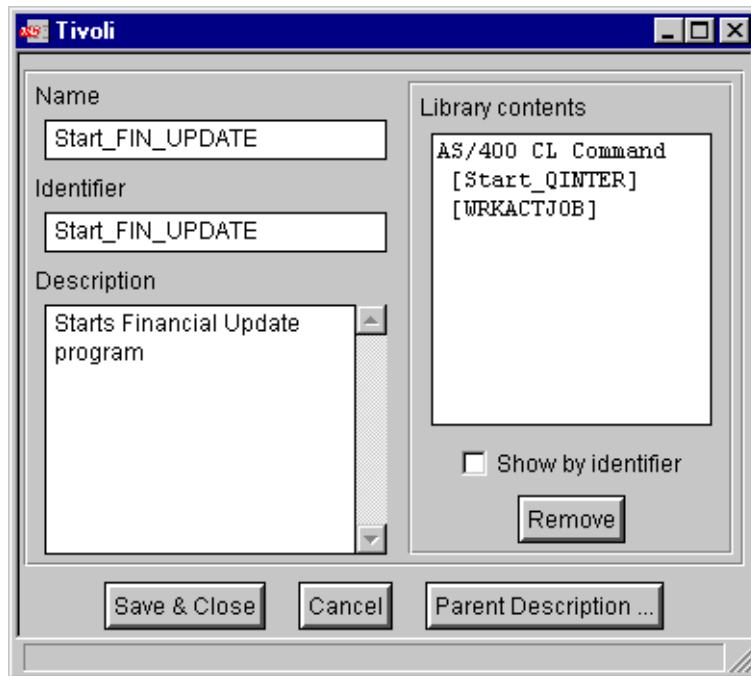 Tivoli
Name
Start_FIN_UPDATE
Identifier
Start_FIN_UPDATE
Description
Starts Financial Update
program
Library contents
AS/400 CL Command
[Start_QINTER]
[WRKACTJOB]
Show by identifier
Remove
Save & Close
Cancel
Parent Description ...